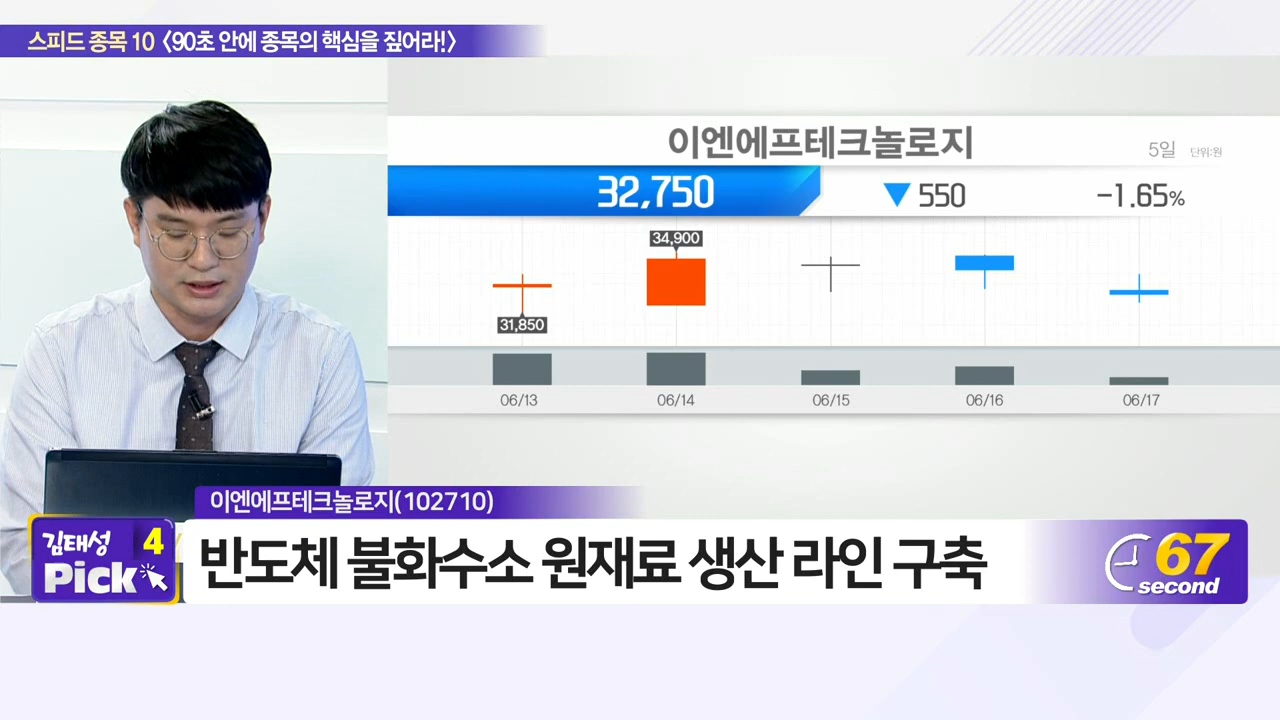 스피드 종목 10 <90초 안에 종목의 핵심을 짚어라!>
이엔에프테크놀로지
5일 단위:원
32,750 ▼ 550 -1.65%
34,900
31,850
06/13 06/14 06/15 06/16 06/17
이엔에프테크놀로지(102710)
김태성 4
Pick
반도체 불화수소 원재료 생산 라인 구축
67
second